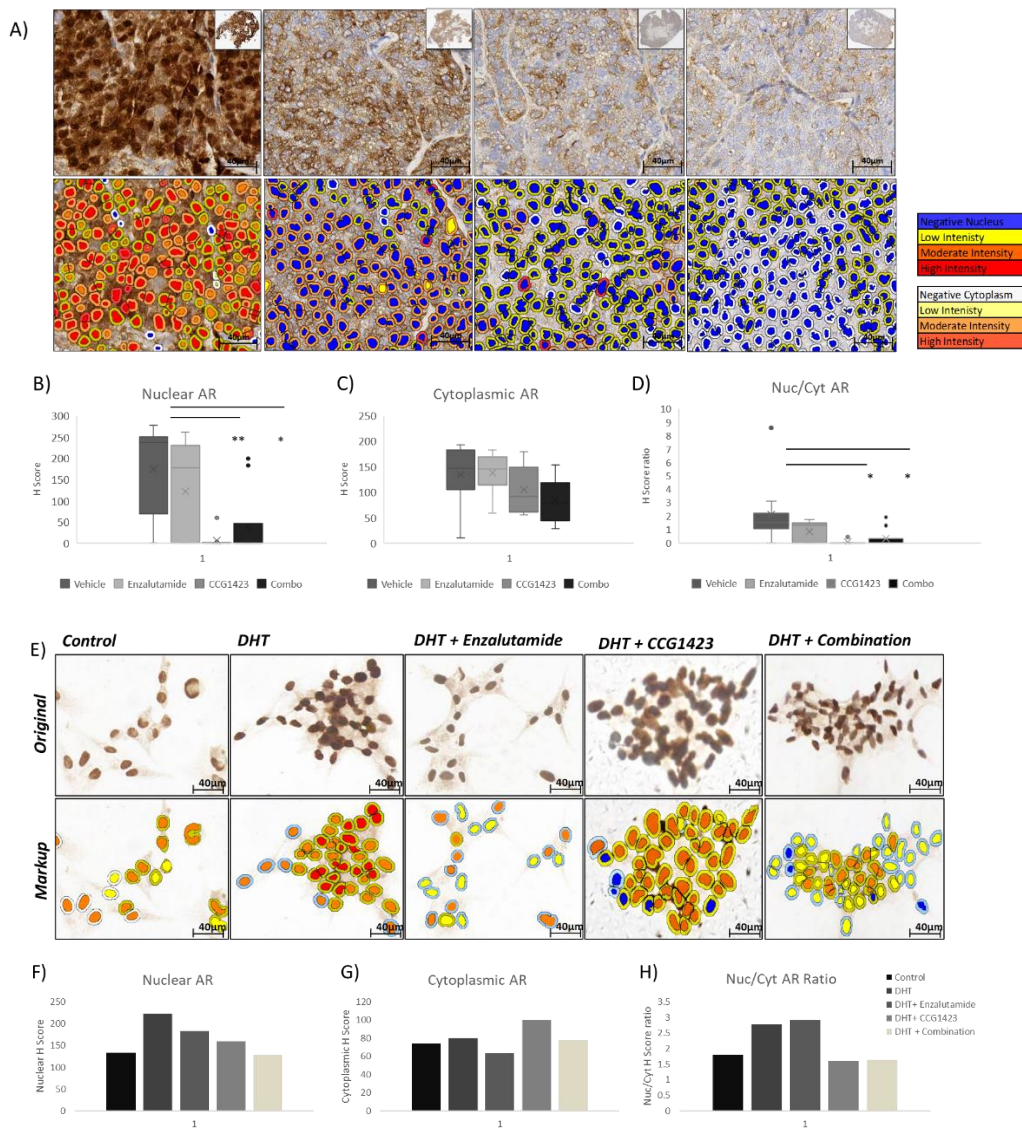 A)
40μm 40μm 40μm 40μm
40μm 40μm 40μm 40μm
Negative Nucleus
Low Intenisty
Moderate Intensity
High Intensity
Negative Cytoplasm
Low Intenisty
Moderate Intensity
High Intensity
B) Nuclear AR
H Score
300
250
200
150
100
50
0
** *
1
Vehicle Enzalutamide CCG1423 Combo
C) Cytoplasmic AR
H Score
250
200
150
100
50
0
1
Vehicle Enzalutamide CCG1423 Combo
D) Nuc/Cyt AR
H Score ratio
10
9
8
7
6
5
4
3
2
1
0
* *
1
Vehicle Enzalutamide CCG1423 Combo
E)
Control DHT DHT + Enzalutamide DHT + CCG1423 DHT + Combination
Original
40μm 40μm 40μm 40μm 40μm
Markup
40μm 40μm 40μm 40μm 40μm
F) Nuclear AR
Nuclear H Score
250
200
150
100
50
0
1
G) Cytoplasmic AR
Cytoplasmic H Score
120
100
80
60
40
20
0
1
H) Nuc/Cyt AR Ratio
Nuc/Cyt H Score ratio
3.5
3
2.5
2
1.5
1
0.5
0
1
Control
DHT
DHT+ Enzalutamide
DHT+ CCG1423
DHT + Combination